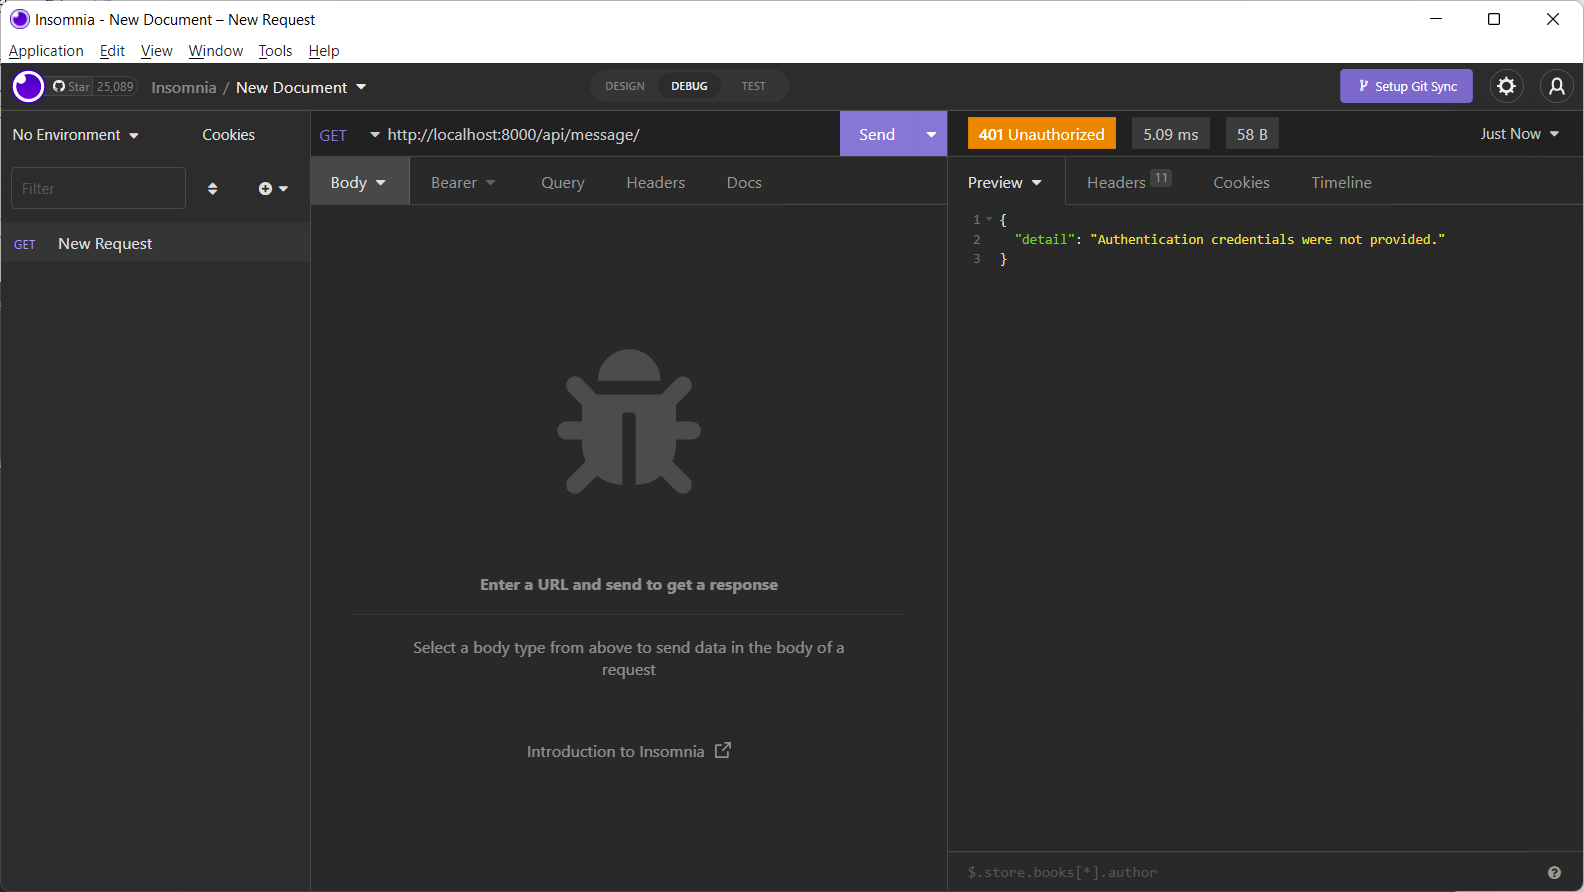 Insomnia - New Document – New Request
Application Edit View Window Tools Help
Star 25,089 Insomnia / New Document DESIGN DEBUG TEST Setup Git Sync
No Environment Cookies
Filter
GET New Request
GET http://localhost:8000/api/message/ Send
Body Bearer Query Headers Docs
Enter a URL and send to get a response
Select a body type from above to send data in the body of a
request
Introduction to Insomnia
401 Unauthorized 5.09 ms 58 B Just Now
Preview Headers 11 Cookies Timeline
1 {
2 "detail": "Authentication credentials were not provided."
3 }
$.store.books[*].author